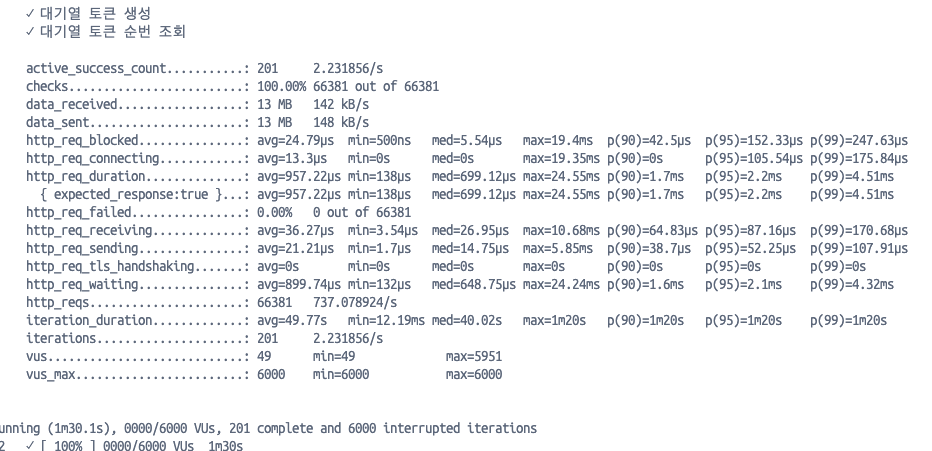 ✓ 대기열 토큰 생성
✓ 대기열 토큰 순번 조회
active_success_count...........: 201 2.231856/s
checks.........................: 100.00% 66381 out of 66381
data_received..................: 13 MB 142 kB/s
data_sent......................: 13 MB 148 kB/s
http_req_blocked...............: avg=24.79µs min=500ns med=5.54µs max=19.4ms p(90)=42.5µs p(95)=152.33µs p(99)=247.63µs
http_req_connecting............: avg=13.3µs min=0s med=0s max=19.35ms p(90)=0s p(95)=105.54µs p(99)=175.84µs
http_req_duration..............: avg=957.22µs min=138µs med=699.12µs max=24.55ms p(90)=1.7ms p(95)=2.2ms p(99)=4.51ms
{ expected_response:true }...: avg=957.22µs min=138µs med=699.12µs max=24.55ms p(90)=1.7ms p(95)=2.2ms p(99)=4.51ms
http_req_failed................: 0.00% 0 out of 66381
http_req_receiving.............: avg=36.27µs min=3.54µs med=26.95µs max=10.68ms p(90)=64.83µs p(95)=87.16µs p(99)=170.68µs
http_req_sending...............: avg=21.21µs min=1.7µs med=14.75µs max=5.85ms p(90)=38.7µs p(95)=52.25µs p(99)=107.91µs
http_req_tls_handshaking.......: avg=0s min=0s med=0s max=0s p(90)=0s p(95)=0s p(99)=0s
http_req_waiting...............: avg=899.74µs min=132µs med=648.75µs max=24.24ms p(90)=1.6ms p(95)=2.1ms p(99)=4.32ms
http_reqs......................: 66381 737.078924/s
iteration_duration.............: avg=49.77s min=12.19ms med=40.02s max=1m20s p(90)=1m20s p(95)=1m20s p(99)=1m20s
iterations.....................: 201 2.231856/s
vus............................: 49 min=49 max=5951
vus_max........................: 6000 min=6000 max=6000
unning (1m30.1s), 0000/6000 VUs, 201 complete and 6000 interrupted iterations
2 ✓ [ 100% ] 0000/6000 VUs 1m30s